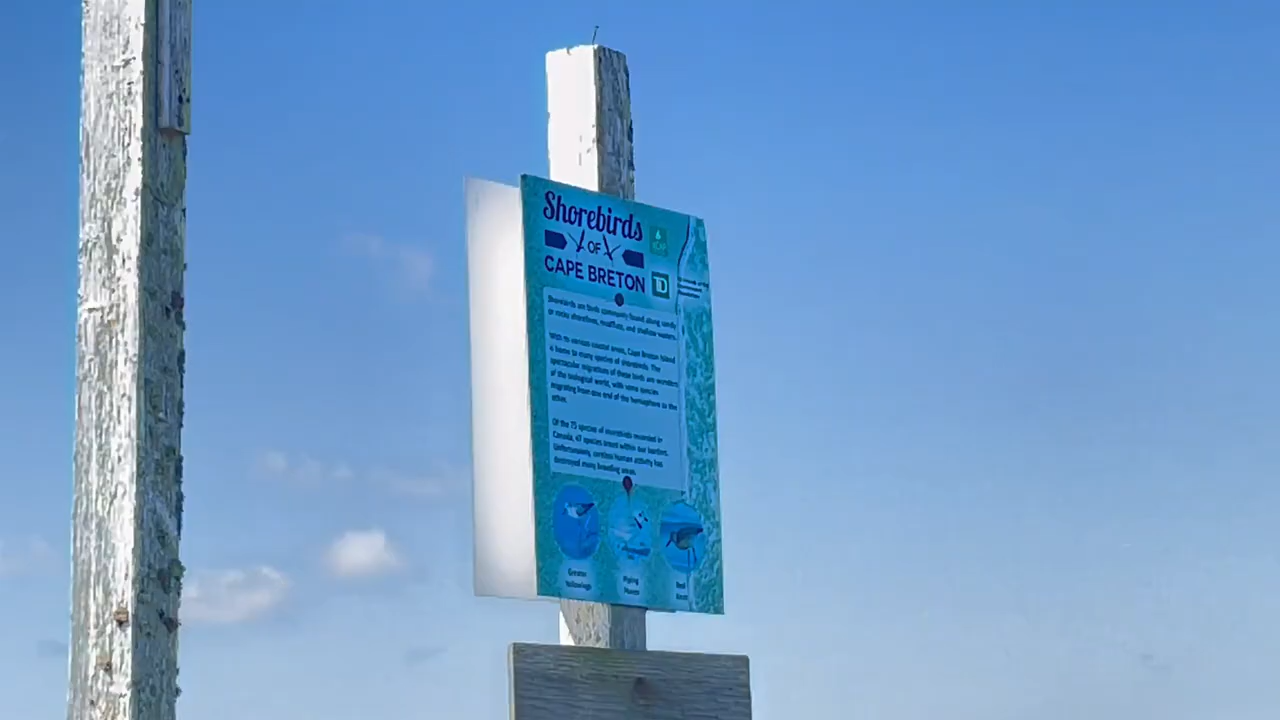 Shorebirds
OF
CAPE BRETON
TD
Shorebirds are birds commonly found along sandy
or rocky shorelines, mudflats, and shallow waters.
With its various coastal areas, Cape Breton Island
is home to many species of shorebirds. The
spectacular migrations of these birds are wonders
of the zoological world, with some species
migrating from one end of the hemisphere to the
other.
Of the 75 species of shorebirds recorded in
Canada, 47 species breed within our borders.
Unfortunately, careless human activity has
destroyed many breeding areas.
Greater
Yellowlegs
Piping
Plover
Red
Knot